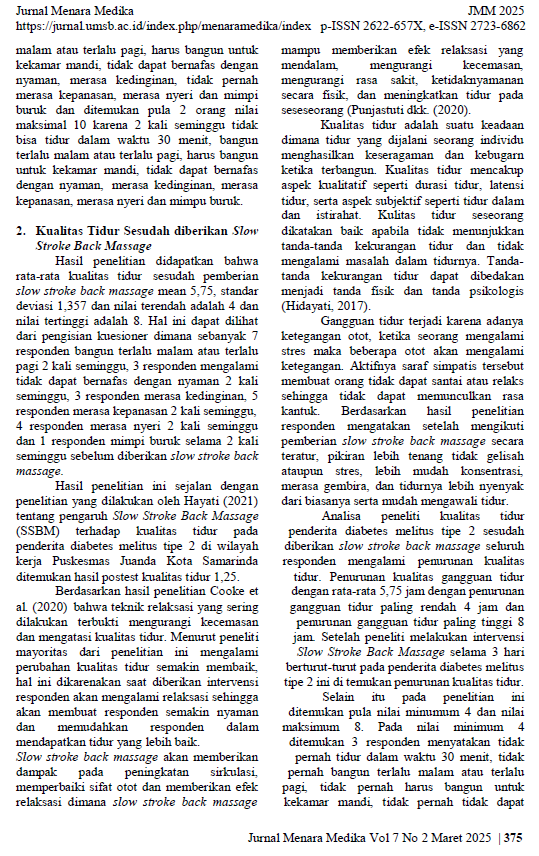 Jurnal Menara Medika JMM 2025
https://jurnal.umsb.ac.id/index.php/menaramedika/index p-ISSN 2622-657X, e-ISSN 2723-6862
malam atau terlalu pagi, harus bangun untuk
kekamar mandi, tidak dapat bernafas dengan
nyaman, merasa kedinginan, tidak pernah
merasa kepanasan, merasa nyeri dan mimpi
buruk dan ditemukan pula 2 orang nilai
maksimal 10 karena 2 kali seminggu tidak
bisa tidur dalam waktu 30 menit, bangun
terlalu malam atau terlalu pagi, harus bangun
untuk kekamar mandi, tidak dapat bernafas
dengan nyaman, merasa kedinginan, merasa
kepanasan, merasa nyeri dan mimpu buruk.
2. Kualitas Tidur Sesudah diberikan Slow
Stroke Back Massage
Hasil penelitian didapatkan bahwa
rata-rata kualitas tidur sesudah pemberian
slow stroke back massage mean 5,75, standar
deviasi 1,357 dan nilai terendah adalah 4 dan
nilai tertinggi adalah 8. Hal ini dapat dilihat
dari pengisian kuesioner dimana sebanyak 7
responden bangun terlalu malam atau terlalu
pagi 2 kali seminggu, 3 responden mengalami
tidak dapat bernafas dengan nyaman 2 kali
seminggu, 3 responden merasa kedinginan, 5
responden merasa kepanasan 2 kali seminggu,
4 responden merasa nyeri 2 kali seminggu
dan 1 responden mimpi buruk selama 2 kali
seminggu sebelum diberikan slow stroke back
massage.
Hasil penelitian ini sejalan dengan
penelitian yang dilakukan oleh Hayati (2021)
tentang pengaruh Slow Stroke Back Massage
(SSBM) terhadap kualitas tidur pada
penderita diabetes melitus tipe 2 di wilayah
kerja Puskesmas Juanda Kota Samarinda
ditemukan hasil postest kualitas tidur 1,25.
Berdasarkan hasil penelitian Cooke et
al. (2020) bahwa teknik relaksasi yang sering
dilakukan terbukti mengurangi kecemasan
dan mengatasi kualitas tidur. Menurut peneliti
mayoritas dari penelitian ini mengalami
perubahan kualitas tidur semakin membaik,
hal ini dikarenakan saat diberikan intervensi
responden akan mengalami relaksasi sehingga
akan membuat responden semakin nyaman
dan memudahkan responden dalam
mendapatkan tidur yang lebih baik.
Slow stroke back massage akan memberikan
dampak pada peningkatan sirkulasi,
memperbaiki sifat otot dan memberikan efek
relaksasi dimana slow stroke back massage
mampu memberikan efek relaksasi yang
mendalam, mengurangi kecemasan,
mengurangi rasa sakit, ketidaknyamanan
secara fisik, dan meningkatkan tidur pada
seseseorang (Punjastuti dkk. (2020).
Kualitas tidur adalah suatu keadaan
dimana tidur yang dijalani seorang individu
menghasilkan keseragaman dan kebugarn
ketika terbangun. Kualitas tidur mencakup
aspek kualitatif seperti durasi tidur, latensi
tidur, serta aspek subjektif seperti tidur dalam
dan istirahat. Kulitas tidur seseorang
dikatakan baik apabila tidak menunjukkan
tanda-tanda kekurangan tidur dan tidak
mengalami masalah dalam tidurnya. Tanda-
tanda kekurangan tidur dapat dibedakan
menjadi tanda fisik dan tanda psikologis
(Hidayati, 2017).
Gangguan tidur terjadi karena adanya
ketegangan otot, ketika seorang mengalami
stres maka beberapa otot akan mengalami
ketegangan. Aktifnya saraf simpatis tersebut
membuat orang tidak dapat santai atau relaks
sehingga tidak dapat memunculkan rasa
kantuk. Berdasarkan hasil penelitian
responden mengatakan setelah mengikuti
pemberian slow stroke back massage secara
teratur, pikiran lebih tenang tidak gelisah
ataupun stres, lebih mudah konsentrasi,
merasa gembira, dan tidurnya lebih nyenyak
dari biasanya serta mudah mengawali tidur.
Analisa peneliti kualitas tidur
penderita diabetes melitus tipe 2 sesudah
diberikan slow stroke back massage seluruh
responden mengalami penurunan kualitas
tidur. Penurunan kualitas gangguan tidur
dengan rata-rata 5,75 jam dengan penurunan
gangguan tidur paling rendah 4 jam dan
penurunan gangguan tidur paling tinggi 8
jam. Setelah peneliti melakukan intervensi
Slow Stroke Back Massage selama 3 hari
berturut-turut pada penderita diabetes melitus
tipe 2 ini di temukan penurunan kualitas tidur.
Selain itu pada penelitian ini
ditemukan pula nilai minumum 4 dan nilai
maksimum 8. Pada nilai minimum 4
ditemukan 3 responden menyatakan tidak
pernah tidur dalam waktu 30 menit, tidak
pernah bangun terlalu malam atau terlalu
pagi, tidak pernah harus bangun untuk
kekamar mandi, tidak pernah tidak dapat
Jurnal Menara Medika Vol 7 No 2 Maret 2025 | 375